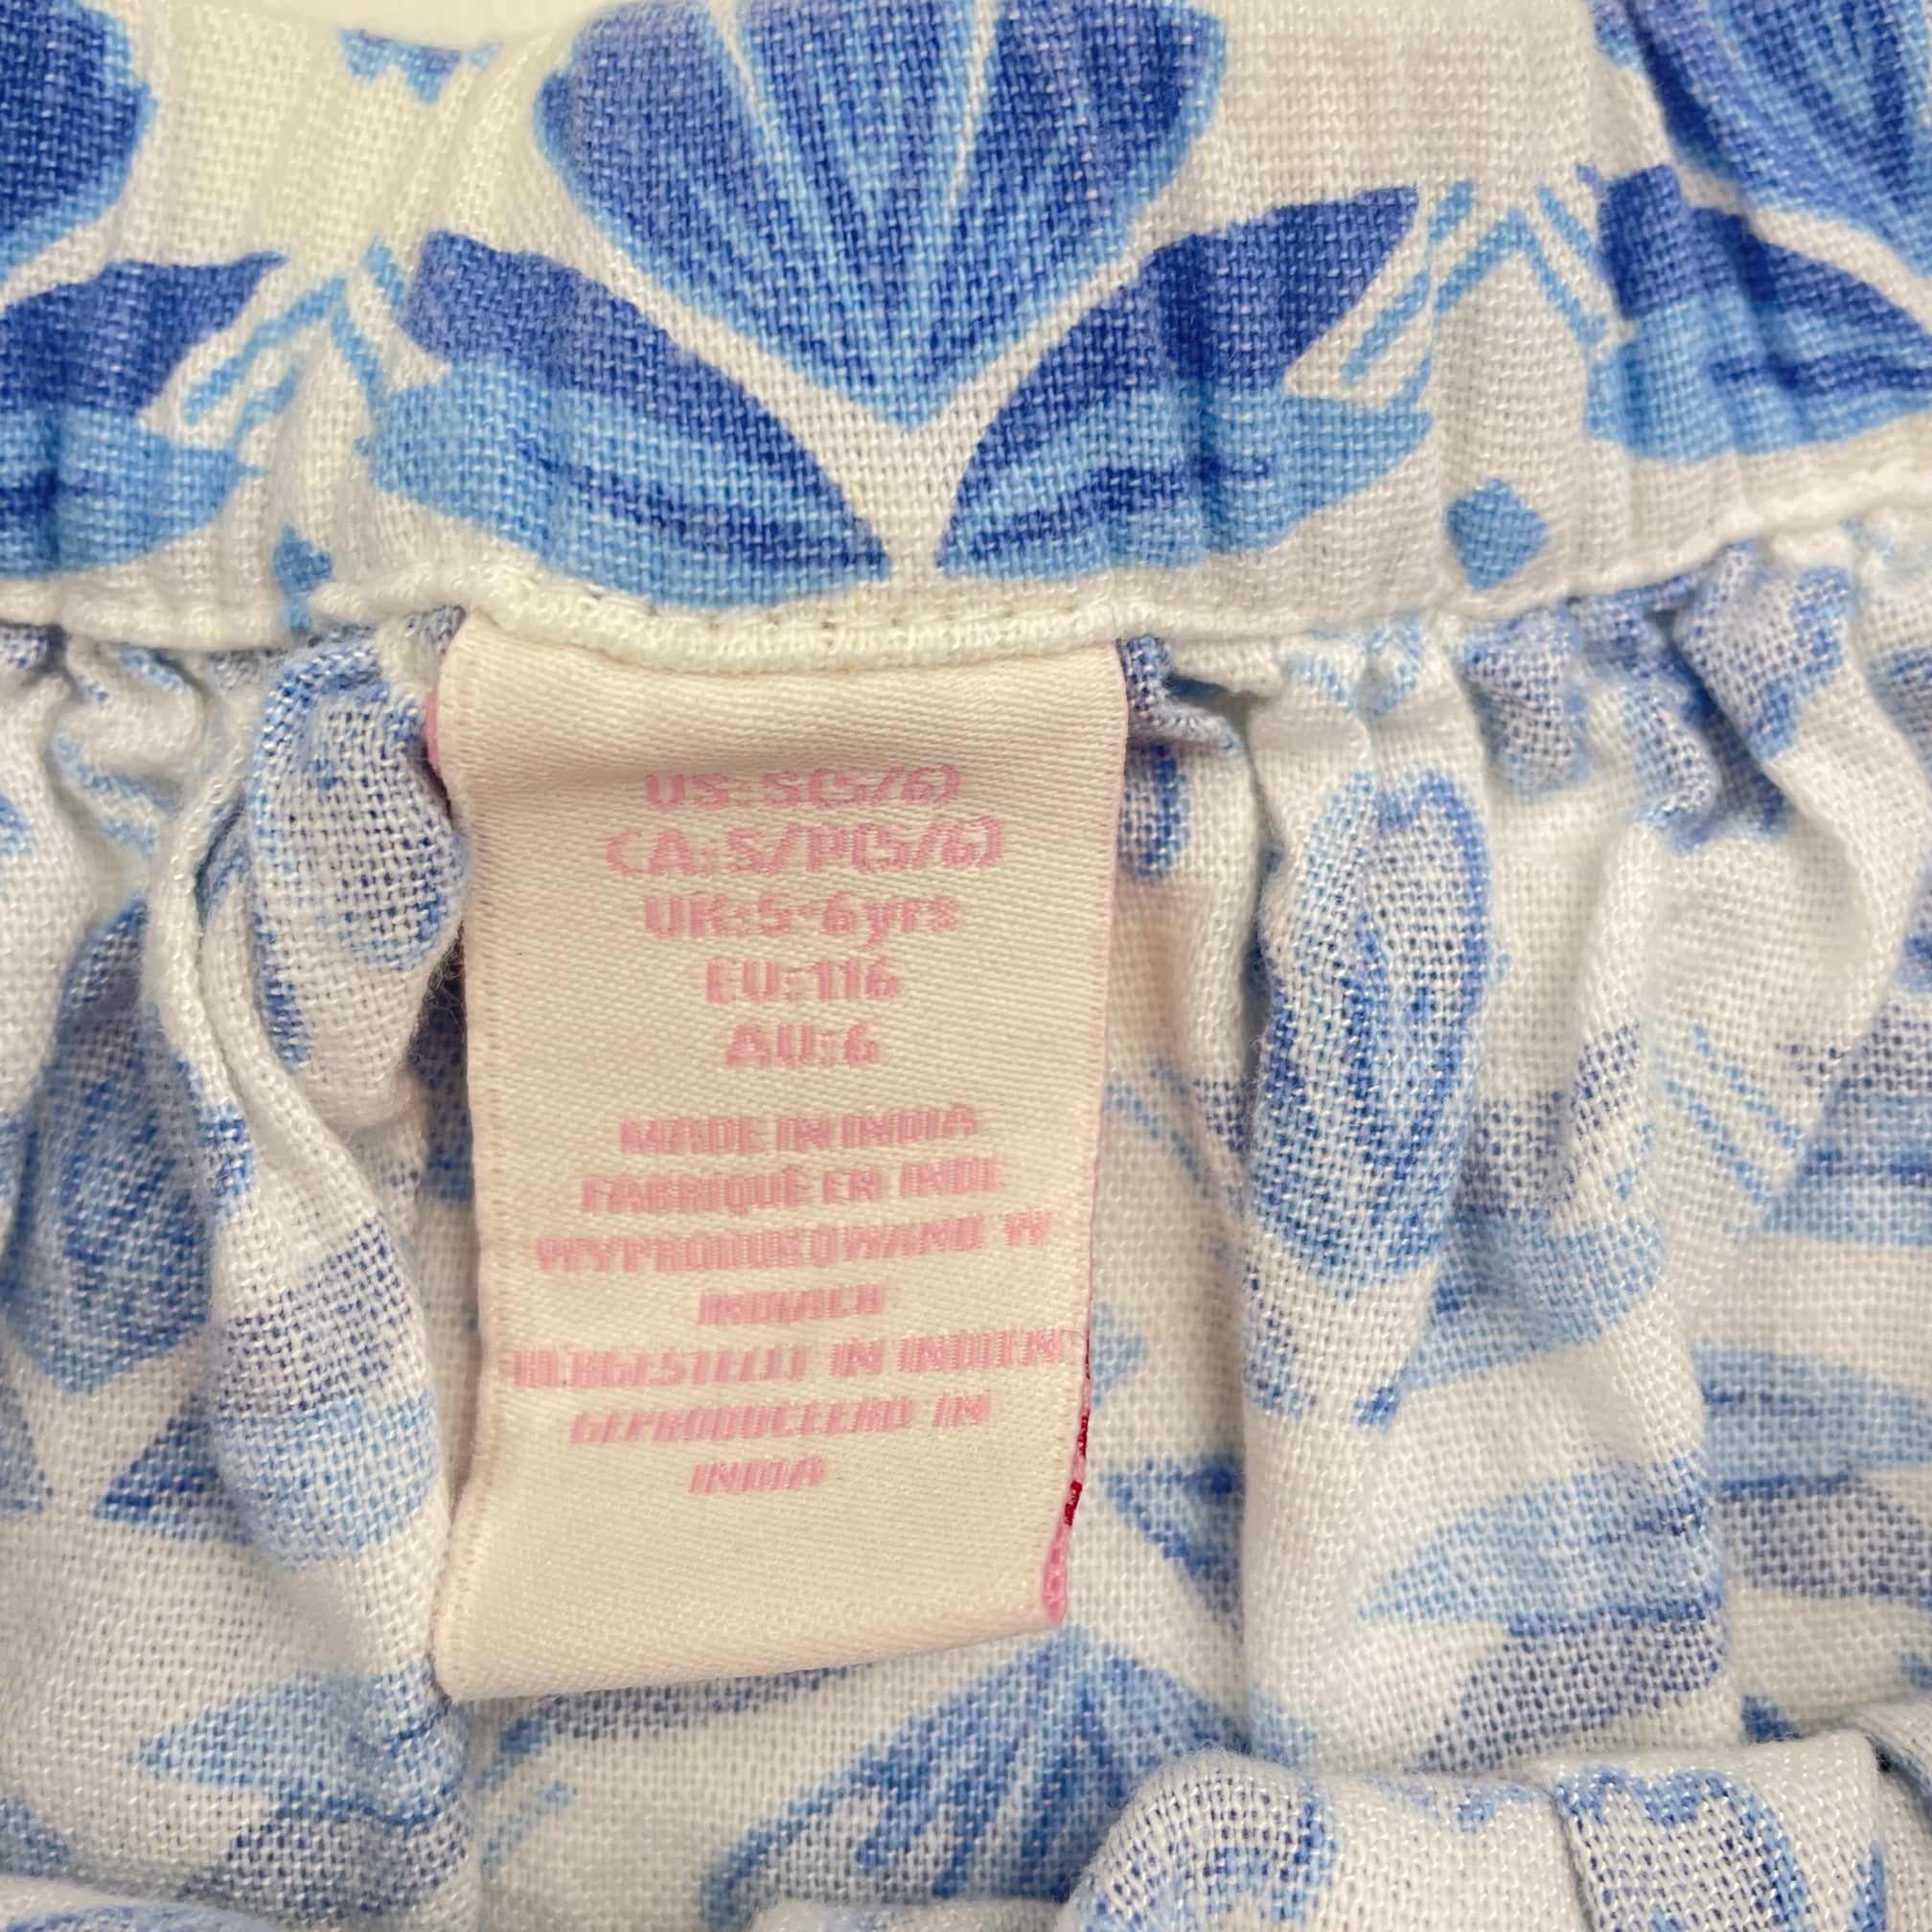 US:S(5/6)
CA:S/P(5/6)
UK:5-6yrs
EU:116
AU:6
MADE IN INDIA
FABRIQUÉ EN INDE
WYPRODUKOWANO W
INDIACH
HERGESTELLT IN INDIEN
GEPRODUCEERD IN
INDIA